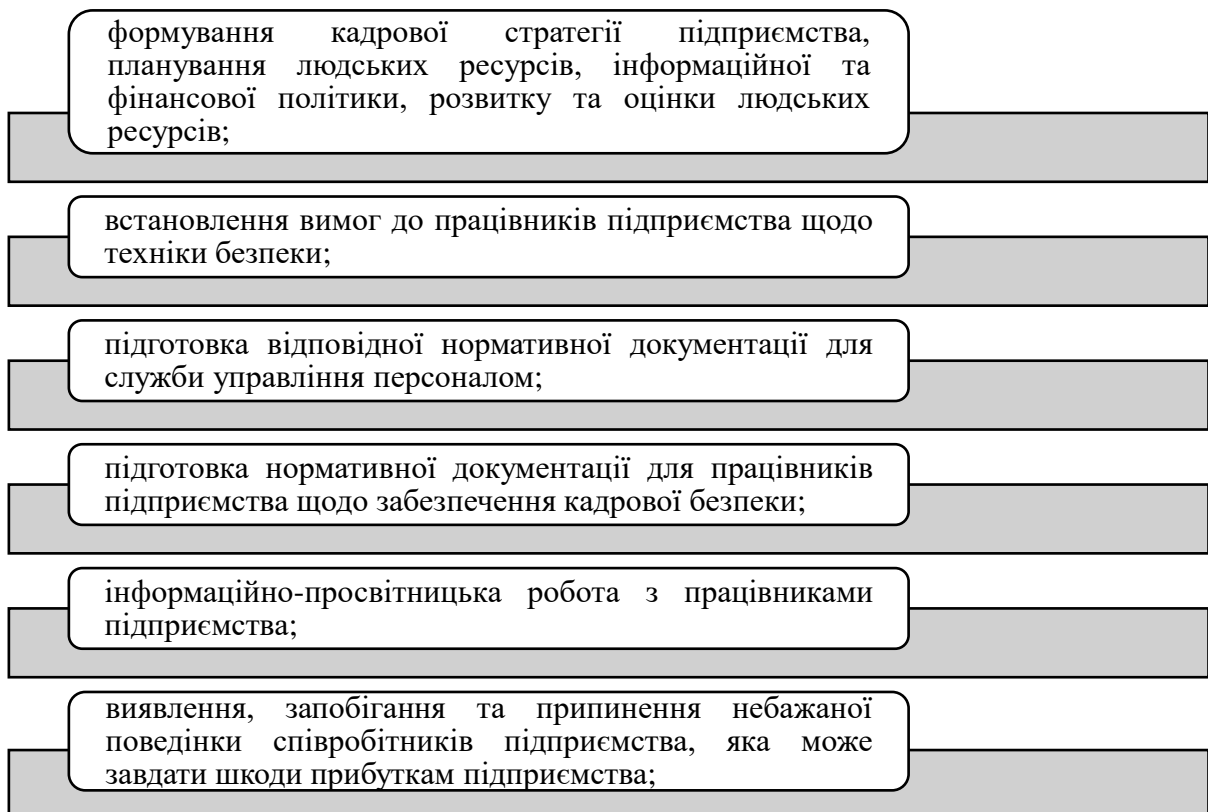 формування кадрової стратегії підприємства,
планування людських ресурсів, інформаційної та
фінансової політики, розвитку та оцінки людських
ресурсів;
встановлення вимог до працівників підприємства щодо
техніки безпеки;
підготовка відповідної нормативної документації для
служби управління персоналом;
підготовка нормативної документації для працівників
підприємства щодо забезпечення кадрової безпеки;
інформаційно-просвітницька робота з працівниками
підприємства;
виявлення, запобігання та припинення небажаної
поведінки співробітників підприємства, яка може
завдати шкоди прибуткам підприємства;